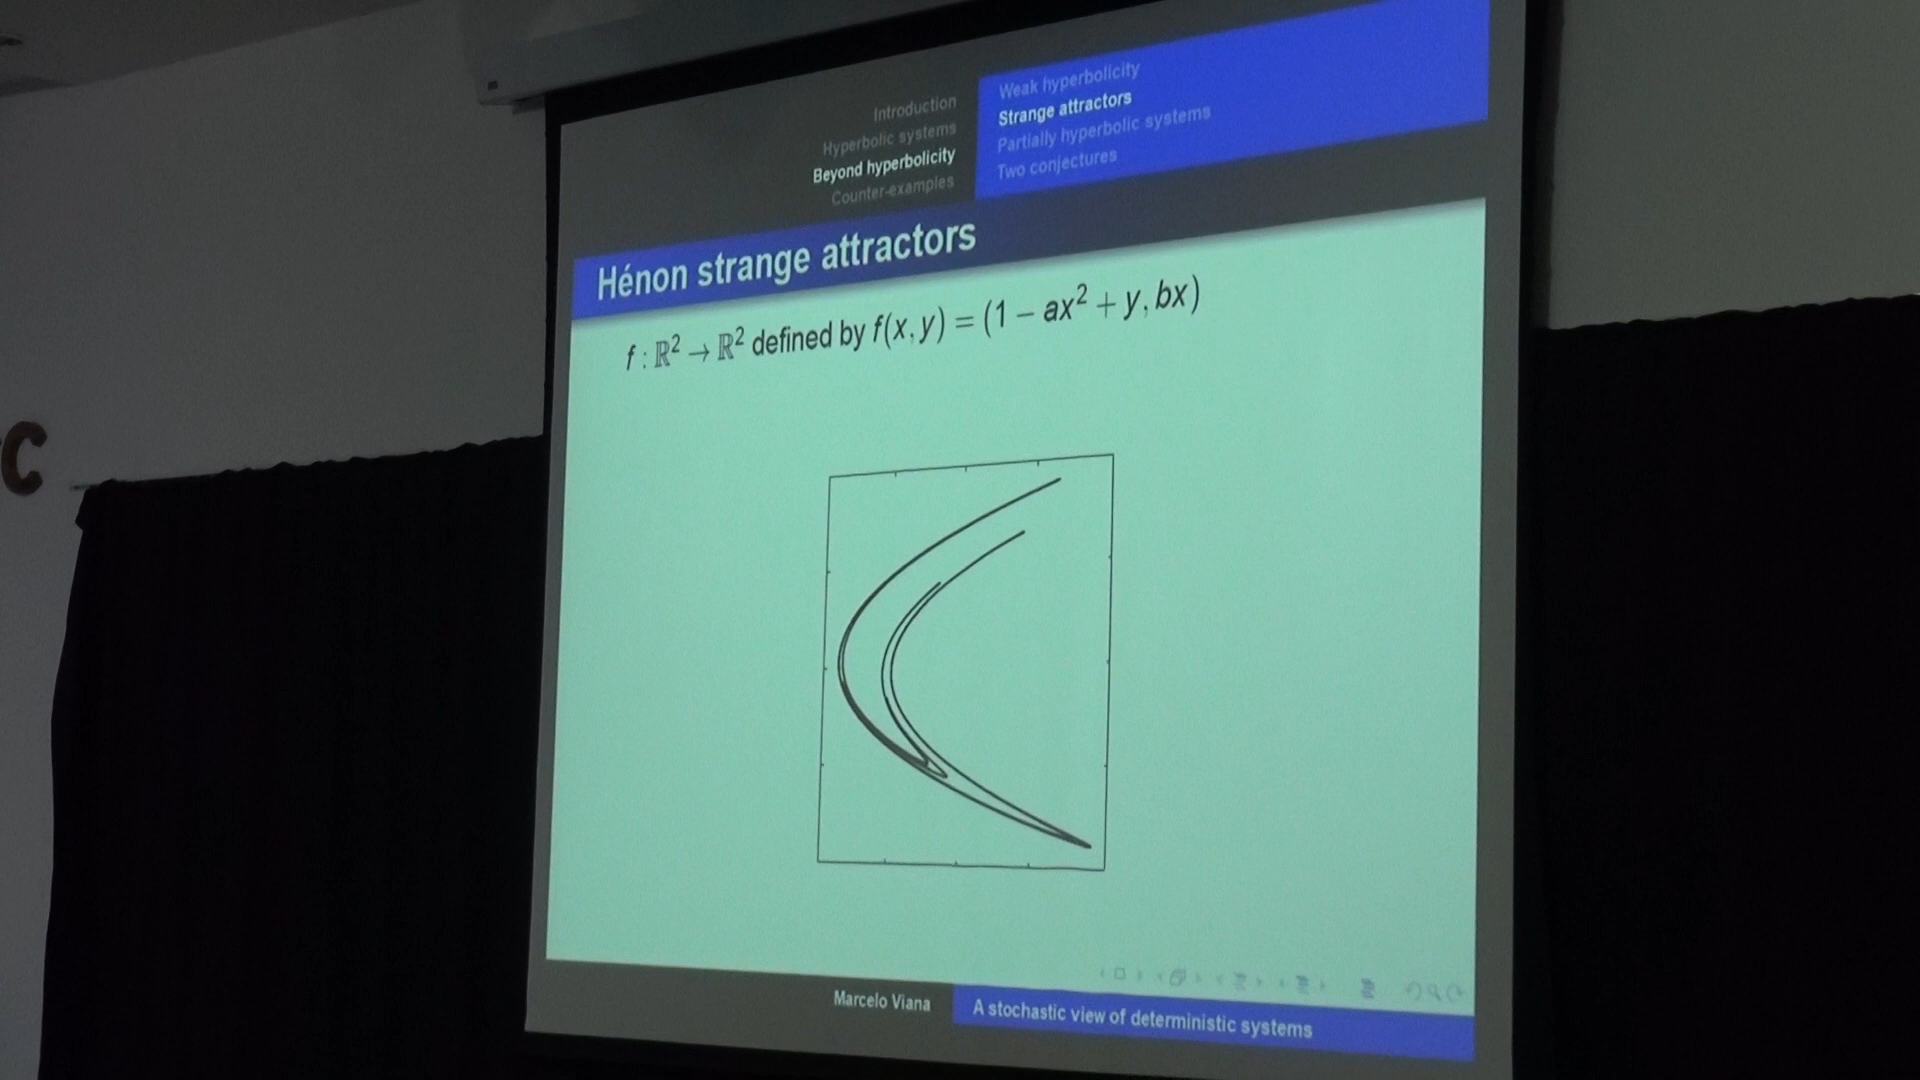 Introduction
Hyperbolic systems
Beyond hyperbolicity
Counter-examples
Weak hyperbolicity
Strange attractors
Partially hyperbolic systems
Two conjectures
Hénon strange attractors
f : ℝ² → ℝ² defined by f(x, y) = (1 − ax² + y, bx)
C
Marcelo Viana
A stochastic view of deterministic systems